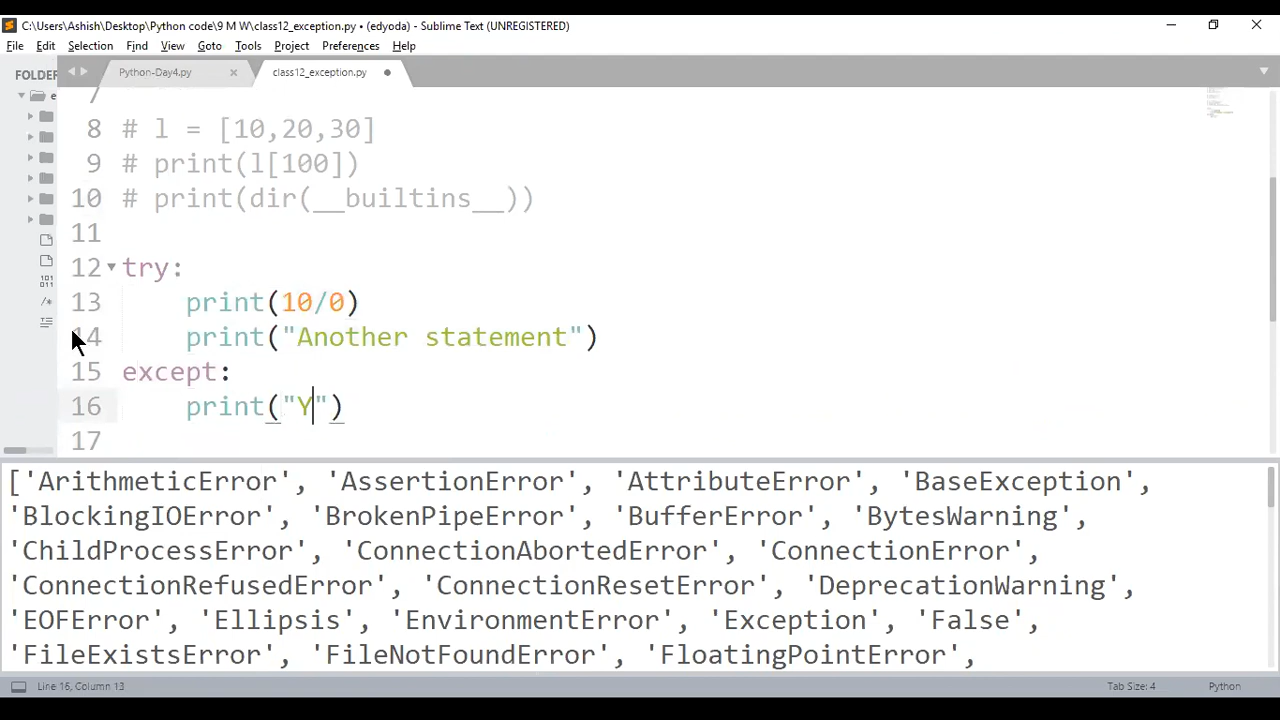 C:\Users\Ashish\Desktop\Python code\9 M W\class12_exception.py • (edyoda) - Sublime Text (UNREGISTERED)
File Edit Selection Find View Goto Tools Project Preferences Help
FOLDER Python-Day4.py class12_exception.py
e
7
8 # l = [10,20,30]
9 # print(l[100])
10 # print(dir(__builtins__))
11
12 try:
13 print(10/0)
14 print("Another statement")
15 except:
16 print("Y")
17
['ArithmeticError', 'AssertionError', 'AttributeError', 'BaseException',
'BlockingIOError', 'BrokenPipeError', 'BufferError', 'BytesWarning',
'ChildProcessError', 'ConnectionAbortedError', 'ConnectionError',
'ConnectionRefusedError', 'ConnectionResetError', 'DeprecationWarning',
'EOFError', 'Ellipsis', 'EnvironmentError', 'Exception', 'False',
'FileExistsError', 'FileNotFoundError', 'FloatingPointError',
Line 16, Column 13 Tab Size: 4 Python